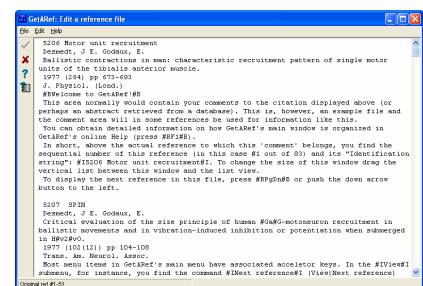 GetARef: Edit a reference file
File Edit Help
5206 Motor unit recruitment
Desmedt, J E. Godaux, E.
Ballistic contractions in man: characteristic recruitment pattern of single motor
units of the tibialis anterior muscle.
1977 (264) pp 673-693
J. Physiol. (Lond.)
#BWelcome to GetARef!#B
This area normally would contain your comments to the citation displayed above (or
perhaps an abstract retrieved from a database). This is, however, an example file and
the comment area will in some references be used for information like this.
You can obtain detailed information on how GetARef's main window is organized in
GetARef's online Help (press #BF1#B).
In short, above the actual reference to which this 'comment' belongs, you find the
sequential number of this reference (in this case #1 out of 83) and its "Identification
string": #I5206 Motor unit recruitment#I. To change the size of this window drag the
vertical list between this window and the list view.
To display the next reference in this file, press #BPgDn#B or push the down arrow
button to the left.
5207 SPIN
Desmedt, J E. Godaux, E.
Critical evaluation of the size principle of human #Ga#G-motoneuron recruitment in
ballistic movements and in vibration-induced inhibition or potentiation when submerged
in H#v2#vO.
1977 (102(12)) pp 104-108
Trans. Am. Neurol. Assoc.
Most menu items in GetARef's main menu have associated acceletor keys. In the #IView#I
submenu, for instance, you find the command #INext reference#I (View|Next reference)
Original ref #1-51